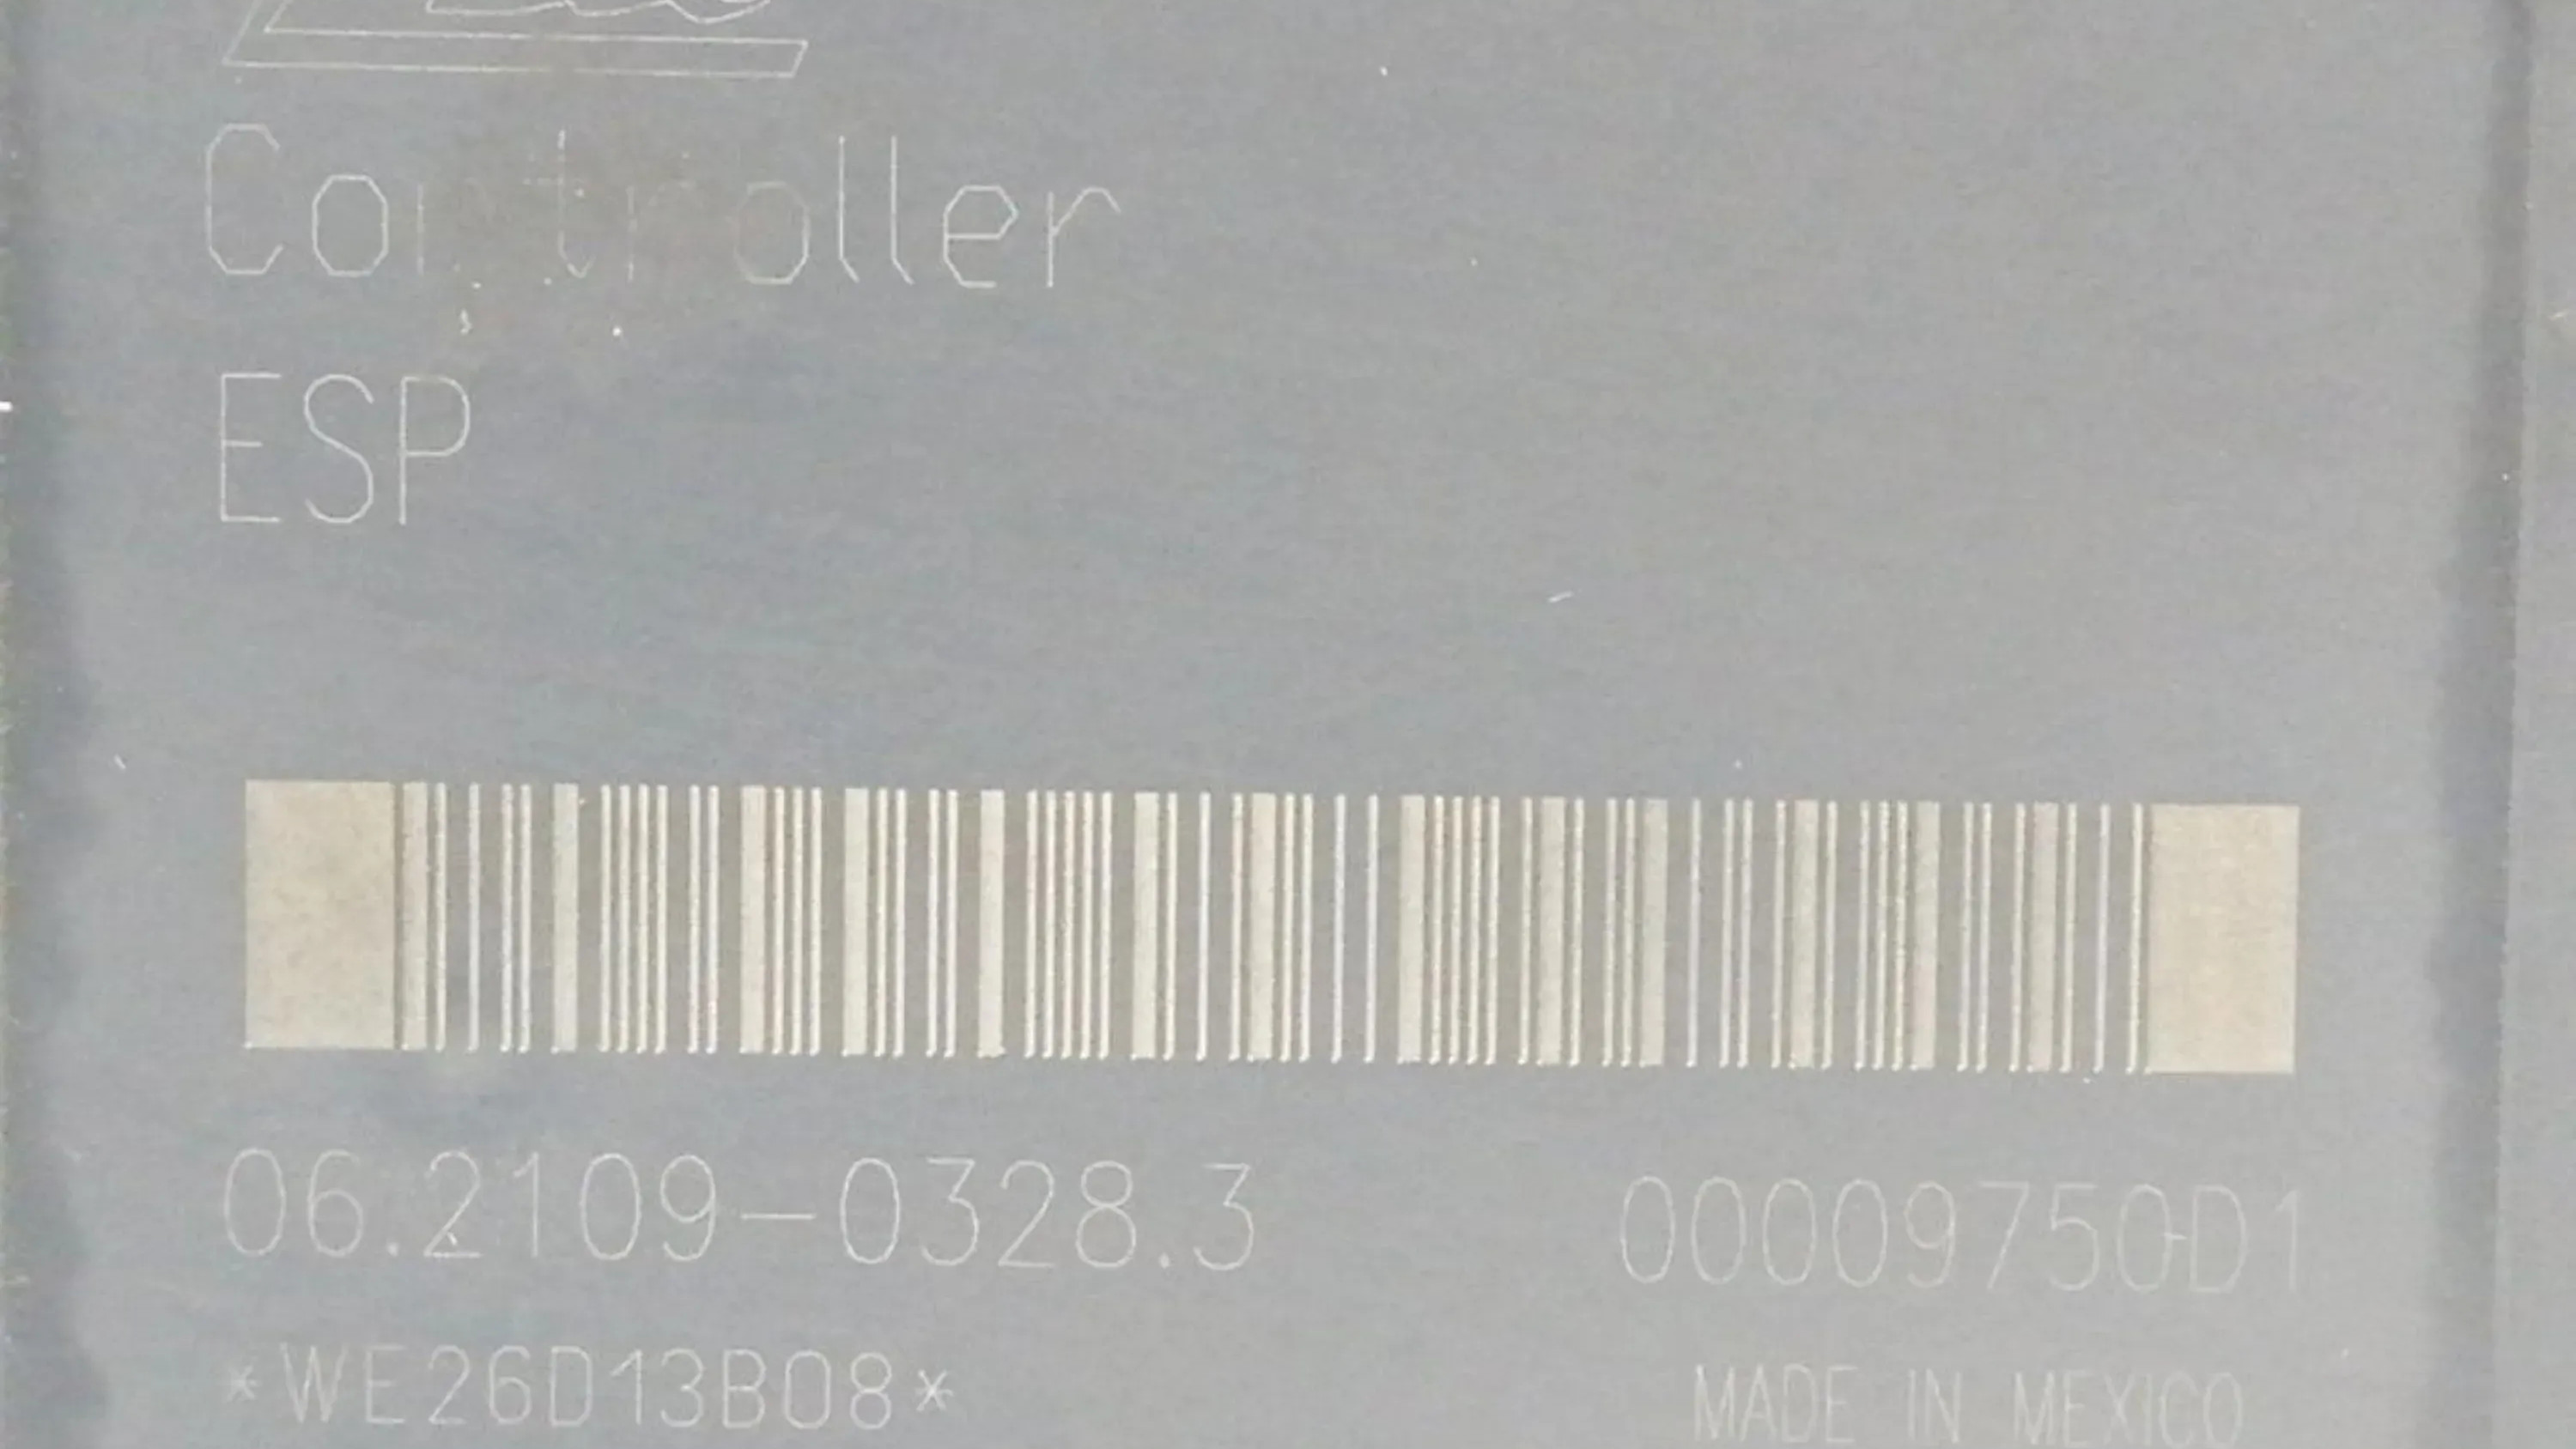 Controller
ESP
06.2109-0328.3 00009750D1
*WE26D13B08* MADE IN MEXICO